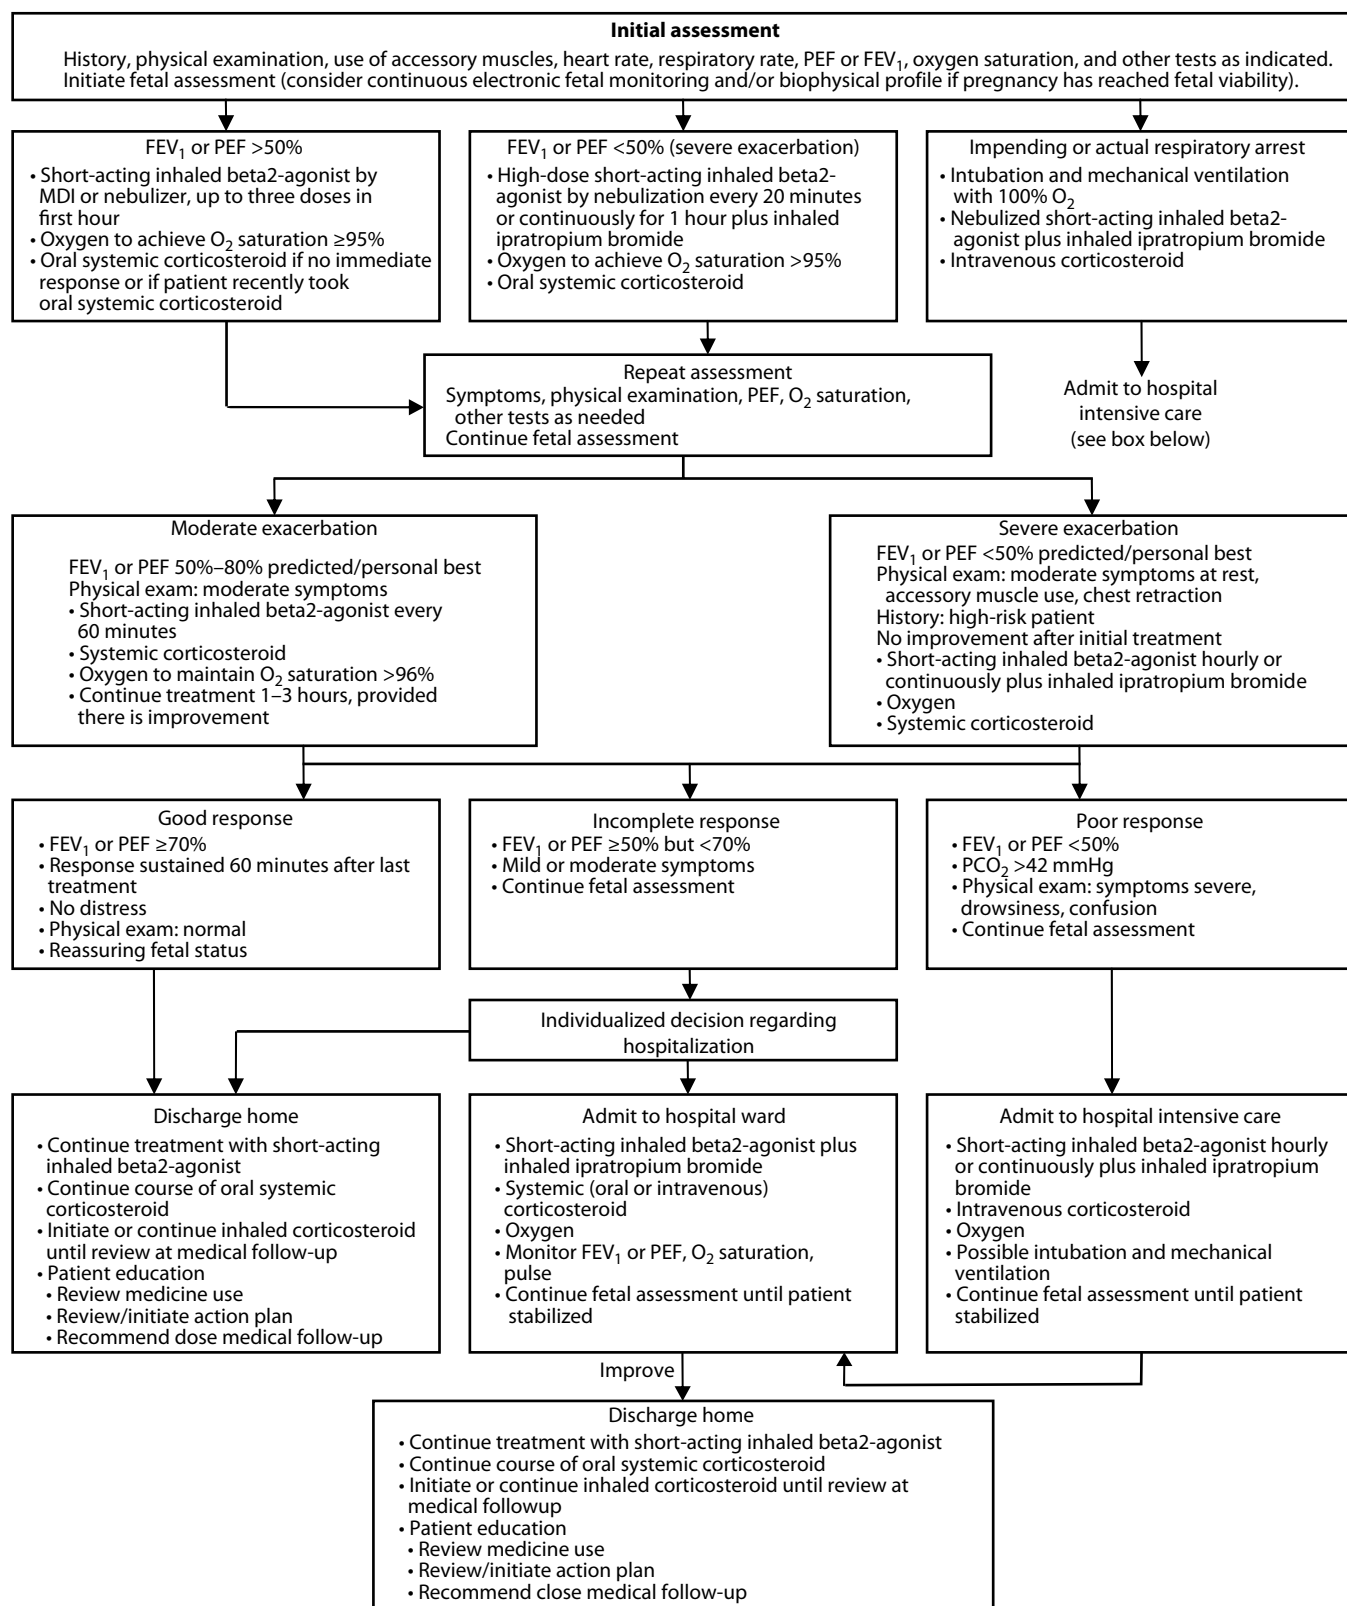 Initial assessment
History, physical examination, use of accessory muscles, heart rate, respiratory rate, PEF or FEV₁, oxygen saturation, and other tests as indicated.
Initiate fetal assessment (consider continuous electronic fetal monitoring and/or biophysical profile if pregnancy has reached fetal viability).
FEV₁ or PEF >50%
• Short-acting inhaled beta2-agonist by
MDI or nebulizer, up to three doses in
first hour
• Oxygen to achieve O₂ saturation ≥95%
• Oral systemic corticosteroid if no immediate
response or if patient recently took
oral systemic corticosteroid
FEV₁ or PEF <50% (severe exacerbation)
• High-dose short-acting inhaled beta2-
agonist by nebulization every 20 minutes
or continuously for 1 hour plus inhaled
ipratropium bromide
• Oxygen to achieve O₂ saturation >95%
• Oral systemic corticosteroid
Impending or actual respiratory arrest
• Intubation and mechanical ventilation
with 100% O₂
• Nebulized short-acting inhaled beta2-
agonist plus inhaled ipratropium bromide
• Intravenous corticosteroid
Repeat assessment
Symptoms, physical examination, PEF, O₂ saturation,
other tests as needed
Continue fetal assessment
Admit to hospital
intensive care
(see box below)
Moderate exacerbation
FEV₁ or PEF 50%–80% predicted/personal best
Physical exam: moderate symptoms
• Short-acting inhaled beta2-agonist every
60 minutes
• Systemic corticosteroid
• Oxygen to maintain O₂ saturation >96%
• Continue treatment 1–3 hours, provided
there is improvement
Severe exacerbation
FEV₁ or PEF <50% predicted/personal best
Physical exam: moderate symptoms at rest,
accessory muscle use, chest retraction
History: high-risk patient
No improvement after initial treatment
• Short-acting inhaled beta2-agonist hourly or
continuously plus inhaled ipratropium bromide
• Oxygen
• Systemic corticosteroid
Good response
• FEV₁ or PEF ≥70%
• Response sustained 60 minutes after last
treatment
• No distress
• Physical exam: normal
• Reassuring fetal status
Incomplete response
• FEV₁ or PEF ≥50% but <70%
• Mild or moderate symptoms
• Continue fetal assessment
Poor response
• FEV₁ or PEF <50%
• PCO₂ >42 mmHg
• Physical exam: symptoms severe,
drowsiness, confusion
• Continue fetal assessment
Individualized decision regarding
hospitalization
Discharge home
• Continue treatment with short-acting
inhaled beta2-agonist
• Continue course of oral systemic
corticosteroid
• Initiate or continue inhaled corticosteroid
until review at medical follow-up
• Patient education
• Review medicine use
• Review/initiate action plan
• Recommend dose medical follow-up
Admit to hospital ward
• Short-acting inhaled beta2-agonist plus
inhaled ipratropium bromide
• Systemic (oral or intravenous)
corticosteroid
• Oxygen
• Monitor FEV₁ or PEF, O₂ saturation,
pulse
• Continue fetal assessment until patient
stabilized
Admit to hospital intensive care
• Short-acting inhaled beta2-agonist hourly
or continuously plus inhaled ipratropium
bromide
• Intravenous corticosteroid
• Oxygen
• Possible intubation and mechanical
ventilation
• Continue fetal assessment until patient
stabilized
Improve
Discharge home
• Continue treatment with short-acting inhaled beta2-agonist
• Continue course of oral systemic corticosteroid
• Initiate or continue inhaled corticosteroid until review at
medical followup
• Patient education
• Review medicine use
• Review/initiate action plan
• Recommend close medical follow-up